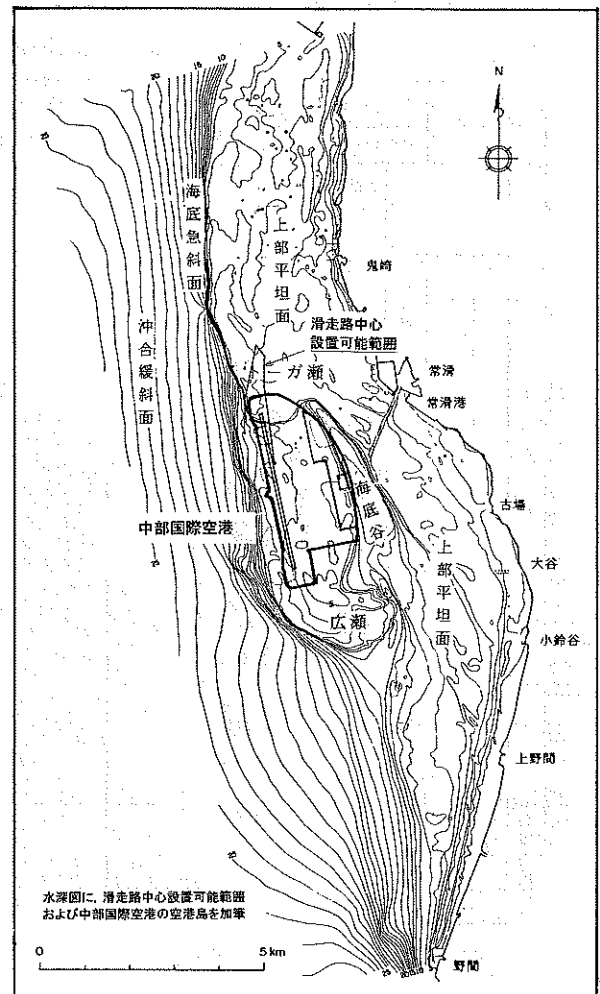 15
10
20
5
N
海底急斜面
上部平坦面
鬼崎
沖合緩斜面
滑走路中心
設置可能範囲
ガ瀬
常滑
常滑港
海底谷
古場
中部国際空港
上部平坦面
大谷
広瀬
小鈴谷
上野間
水深図に、滑走路中心設置可能範囲
および中部国際空港の空港島を加筆
0
5km
野間